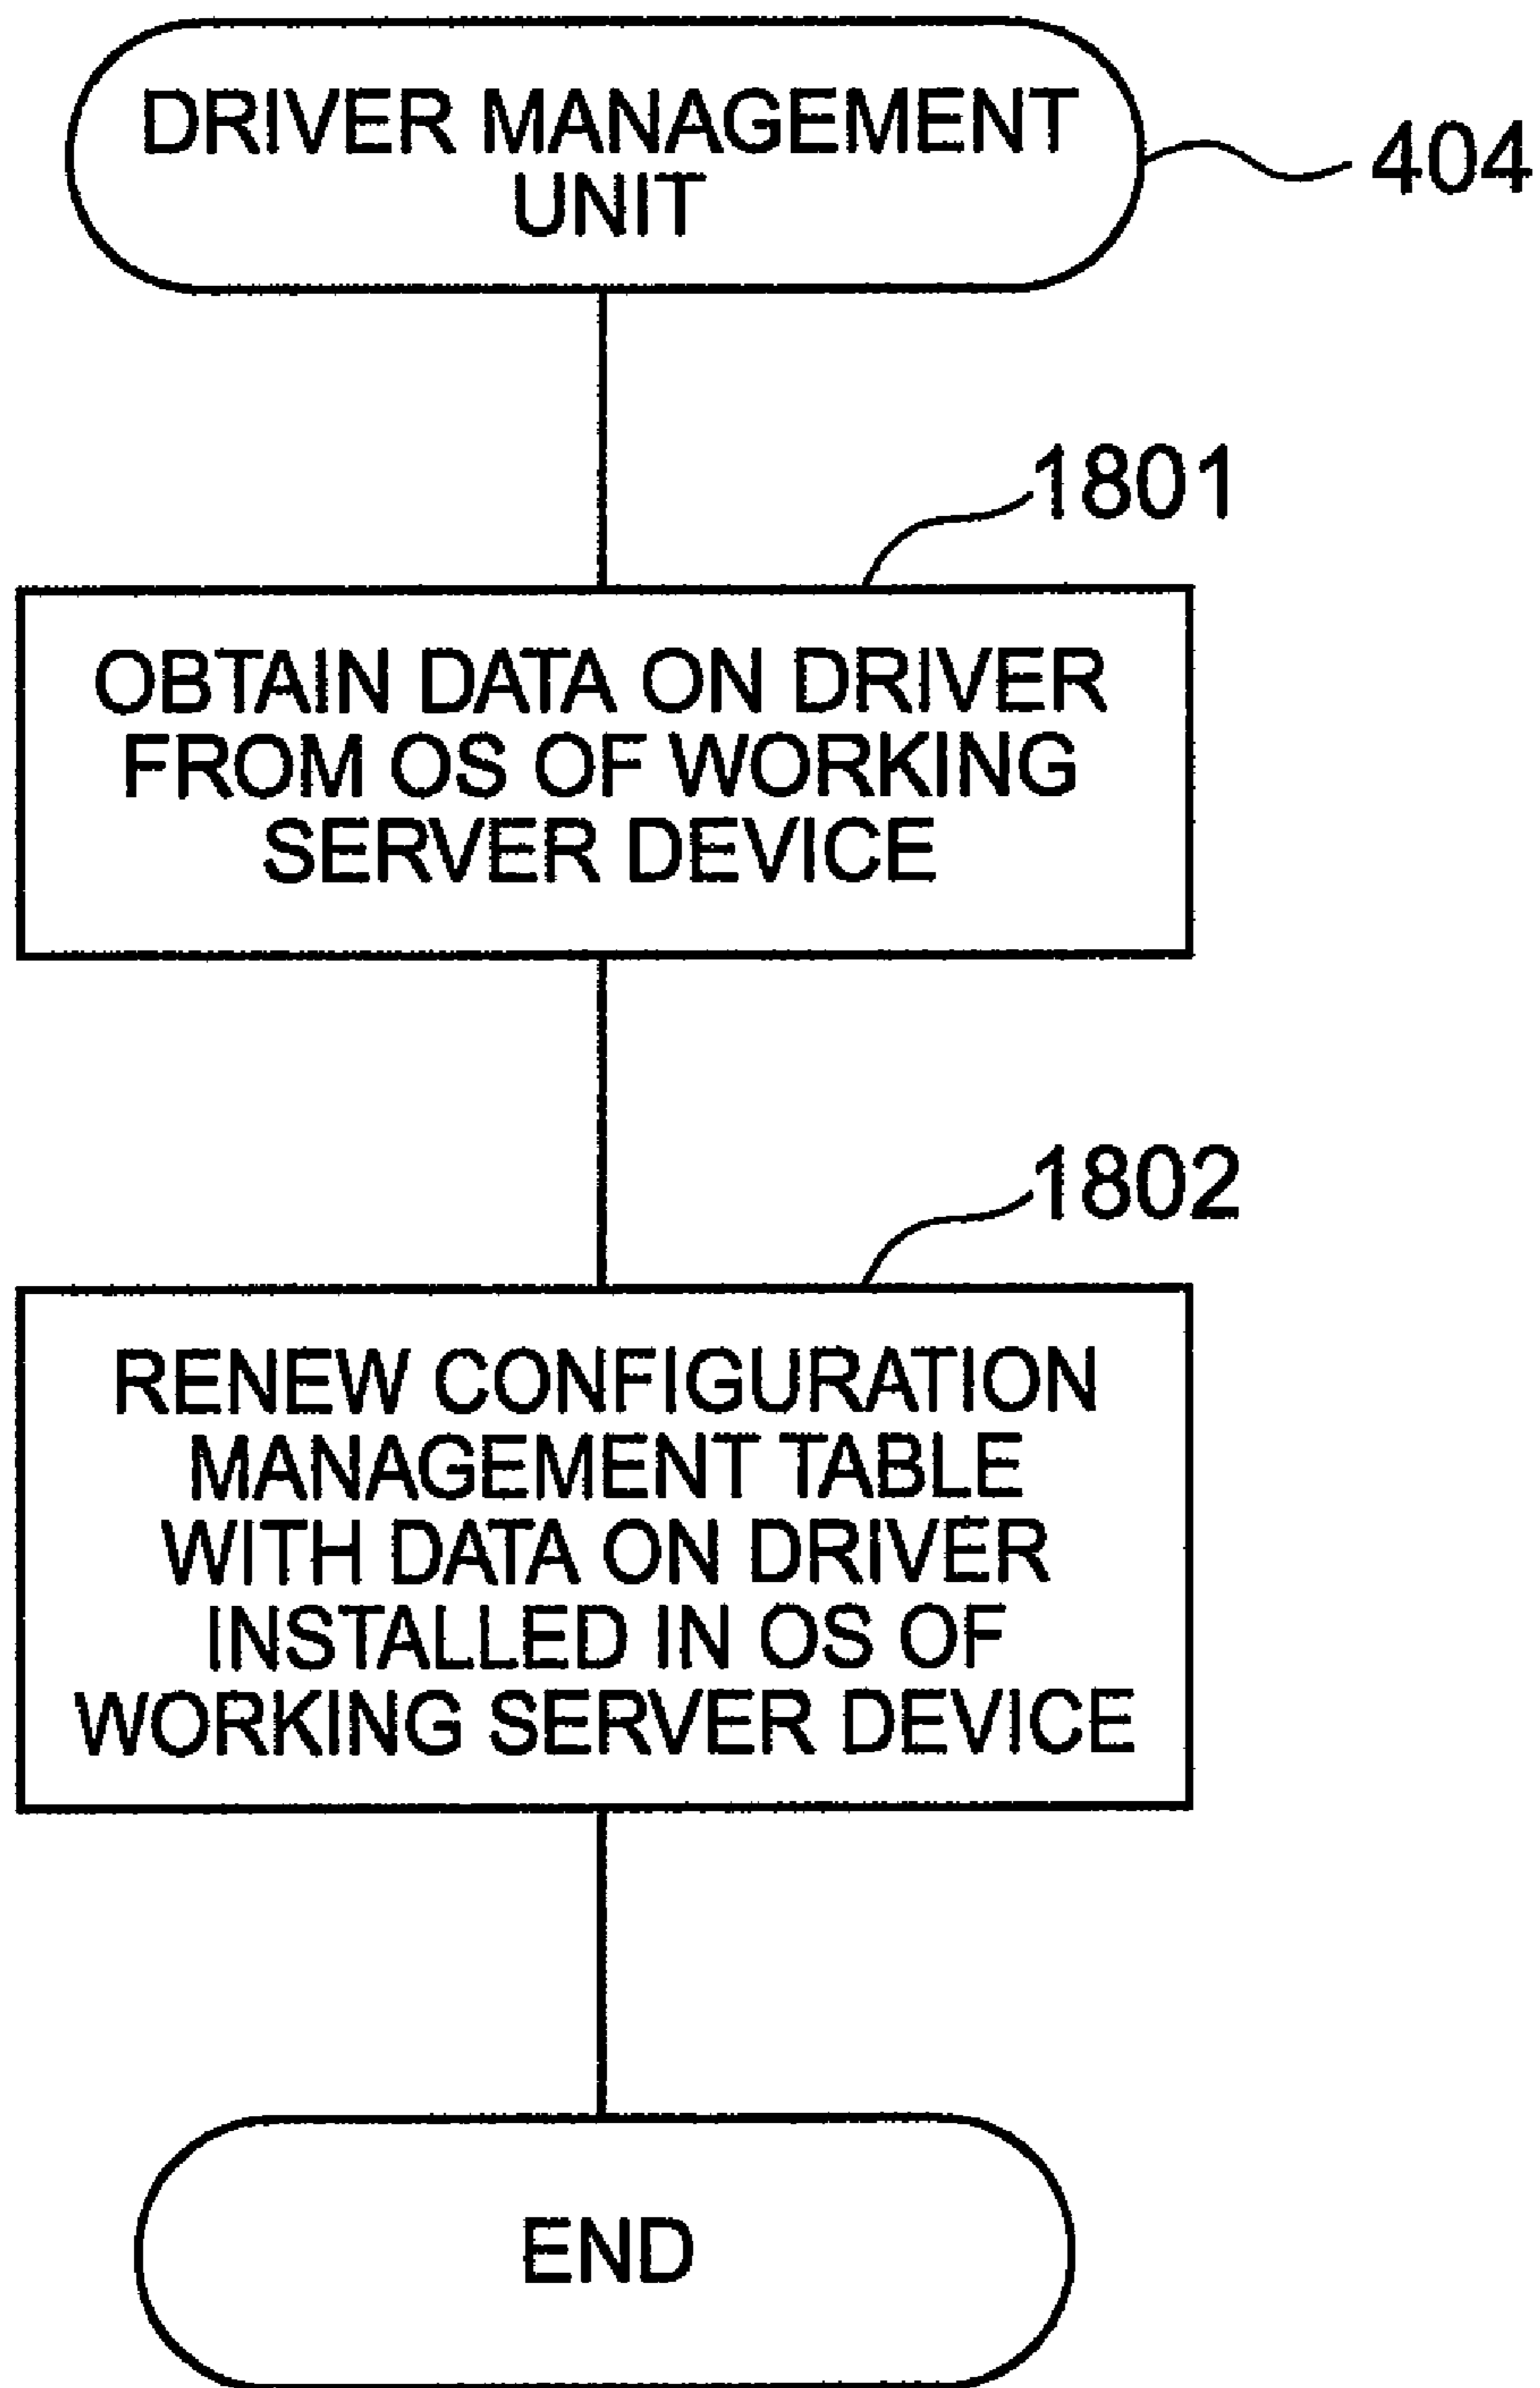 DRIVER MANAGEMENT
UNIT
404
1801
OBTAIN DATA ON DRIVER
FROM OS OF WORKING
SERVER DEVICE
1802
RENEW CONFIGURATION
MANAGEMENT TABLE
WITH DATA ON DRIVER
INSTALLED IN OS OF
WORKING SERVER DEVICE
END